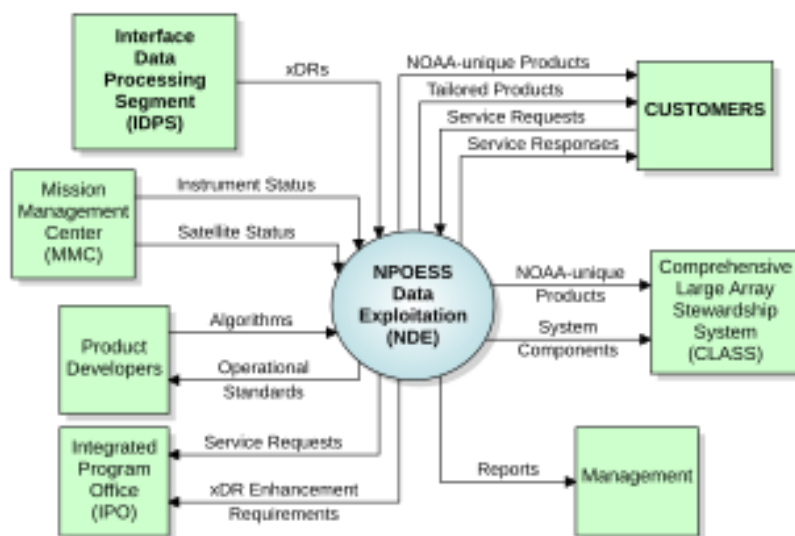 Interface
Data
Processing
Segment
(IDPS)
xDRs
NOAA-unique Products
Tailored Products
Service Requests
Service Responses
CUSTOMERS
Mission
Management
Center
(MMC)
Instrument Status
Satellite Status
NPOESS
Data
Exploitation
(NDE)
NOAA-unique
Products
System
Components
Comprehensive
Large Array
Stewardship
System
(CLASS)
Product
Developers
Algorithms
Operational
Standards
Integrated
Program
Office
(IPO)
Service Requests
xDR Enhancement
Requirements
Reports
Management